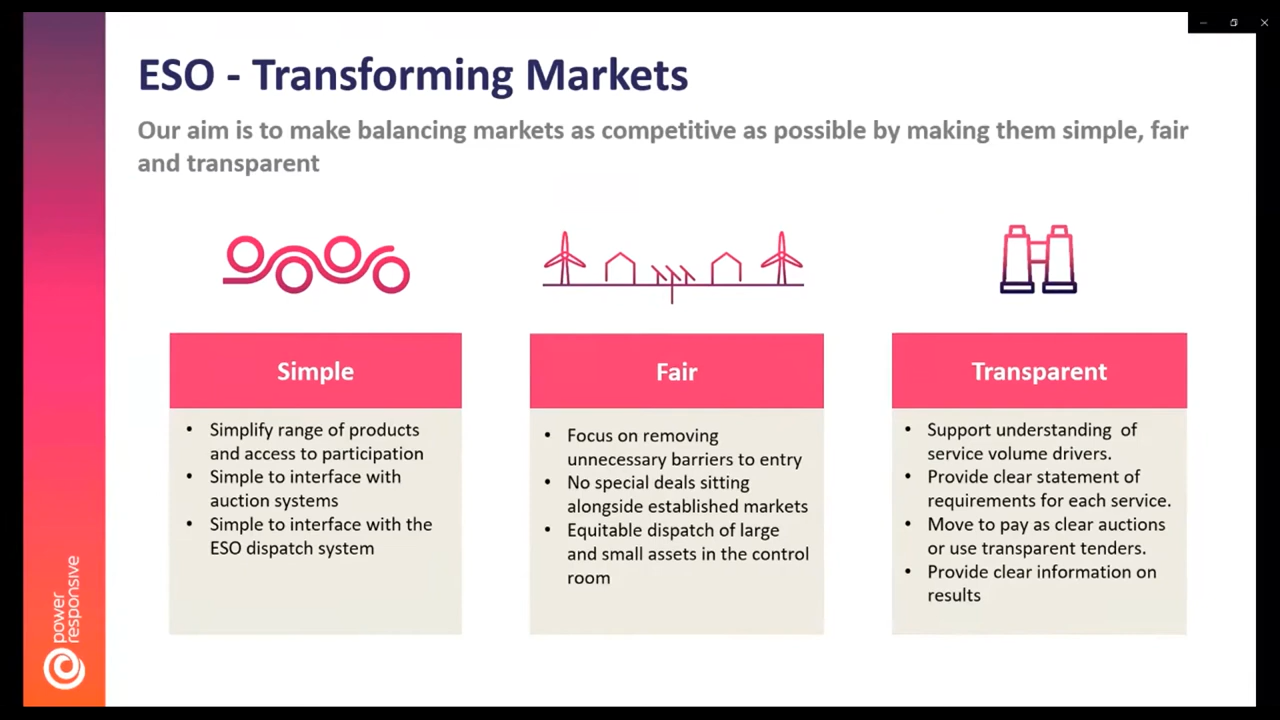 ESO - Transforming Markets
Our aim is to make balancing markets as competitive as possible by making them simple, fair
and transparent
Simple
• Simplify range of products
and access to participation
• Simple to interface with
auction systems
• Simple to interface with the
ESO dispatch system
Fair
• Focus on removing
unnecessary barriers to entry
• No special deals sitting
alongside established markets
• Equitable dispatch of large
and small assets in the control
room
Transparent
• Support understanding of
service volume drivers.
• Provide clear statement of
requirements for each service.
• Move to pay as clear auctions
or use transparent tenders.
• Provide clear information on
results
power
responsive